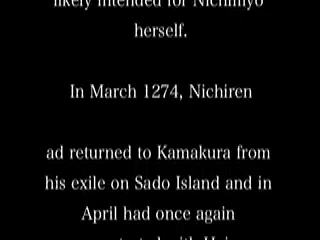 likely intended for Nichimyo
herself.
In March 1274, Nichiren
ad returned to Kamakura from
his exile on Sado Island and in
April had once again
with